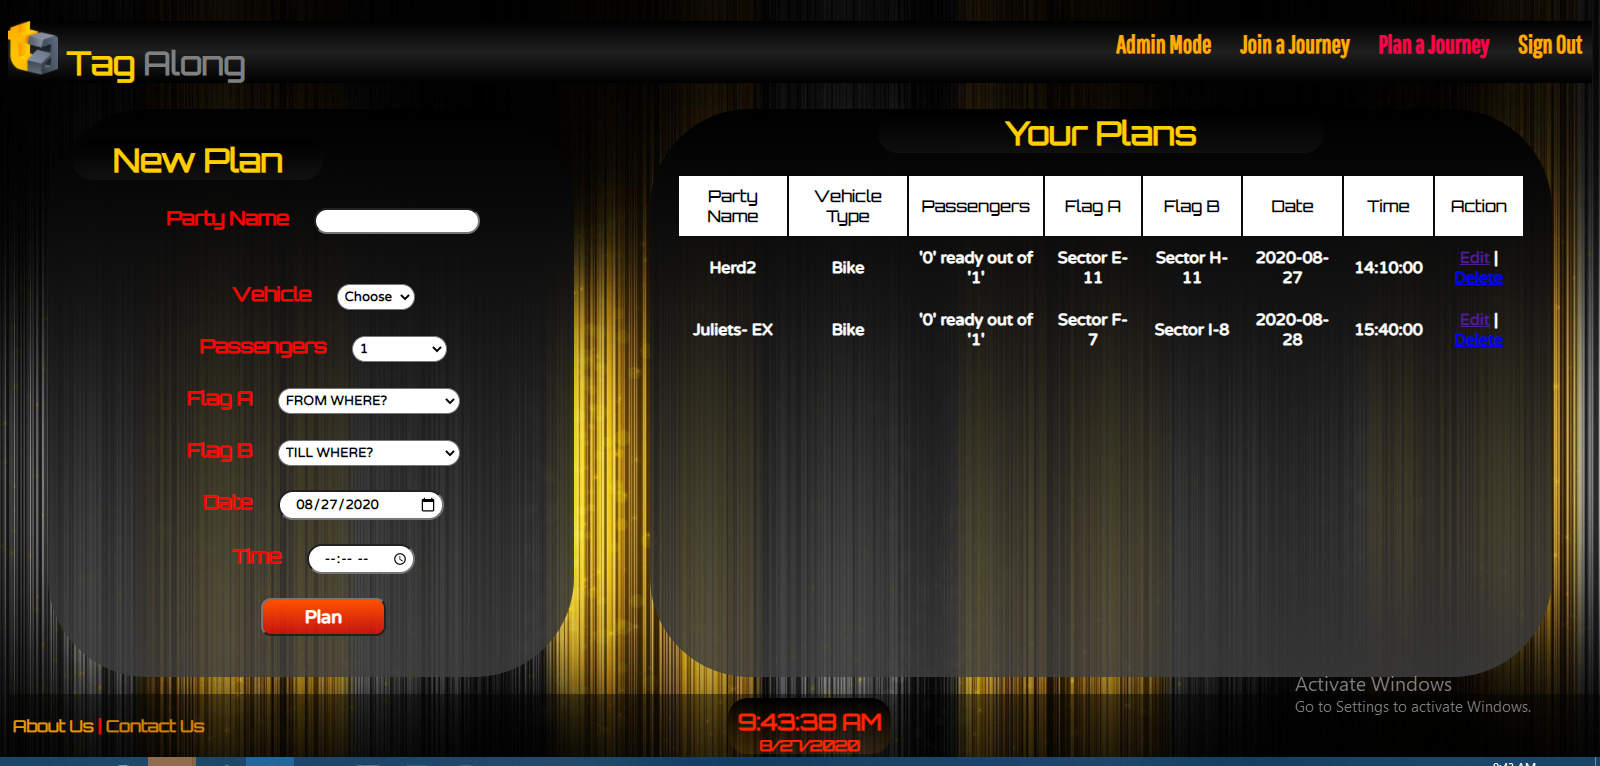 Tag Along
Admin Mode Join a Journey Plan a Journey Sign Out
New Plan
Party Name
Vehicle Choose
Passengers 1
Flag A FROM WHERE?
Flag B TILL WHERE?
Date 08/27/2020
Time --:-- --
Plan
Your Plans
Party Name Vehicle Type Passengers Flag A Flag B Date Time Action
Herd2 Bike '0' ready out of '1' Sector E-11 Sector H-11 2020-08-27 14:10:00 Edit | Delete
Juliets- EX Bike '0' ready out of '1' Sector F-7 Sector I-8 2020-08-28 15:40:00 Edit | Delete
Activate Windows
Go to Settings to activate Windows.
About Us | Contact Us
9:43:38 AM
8/27/2020